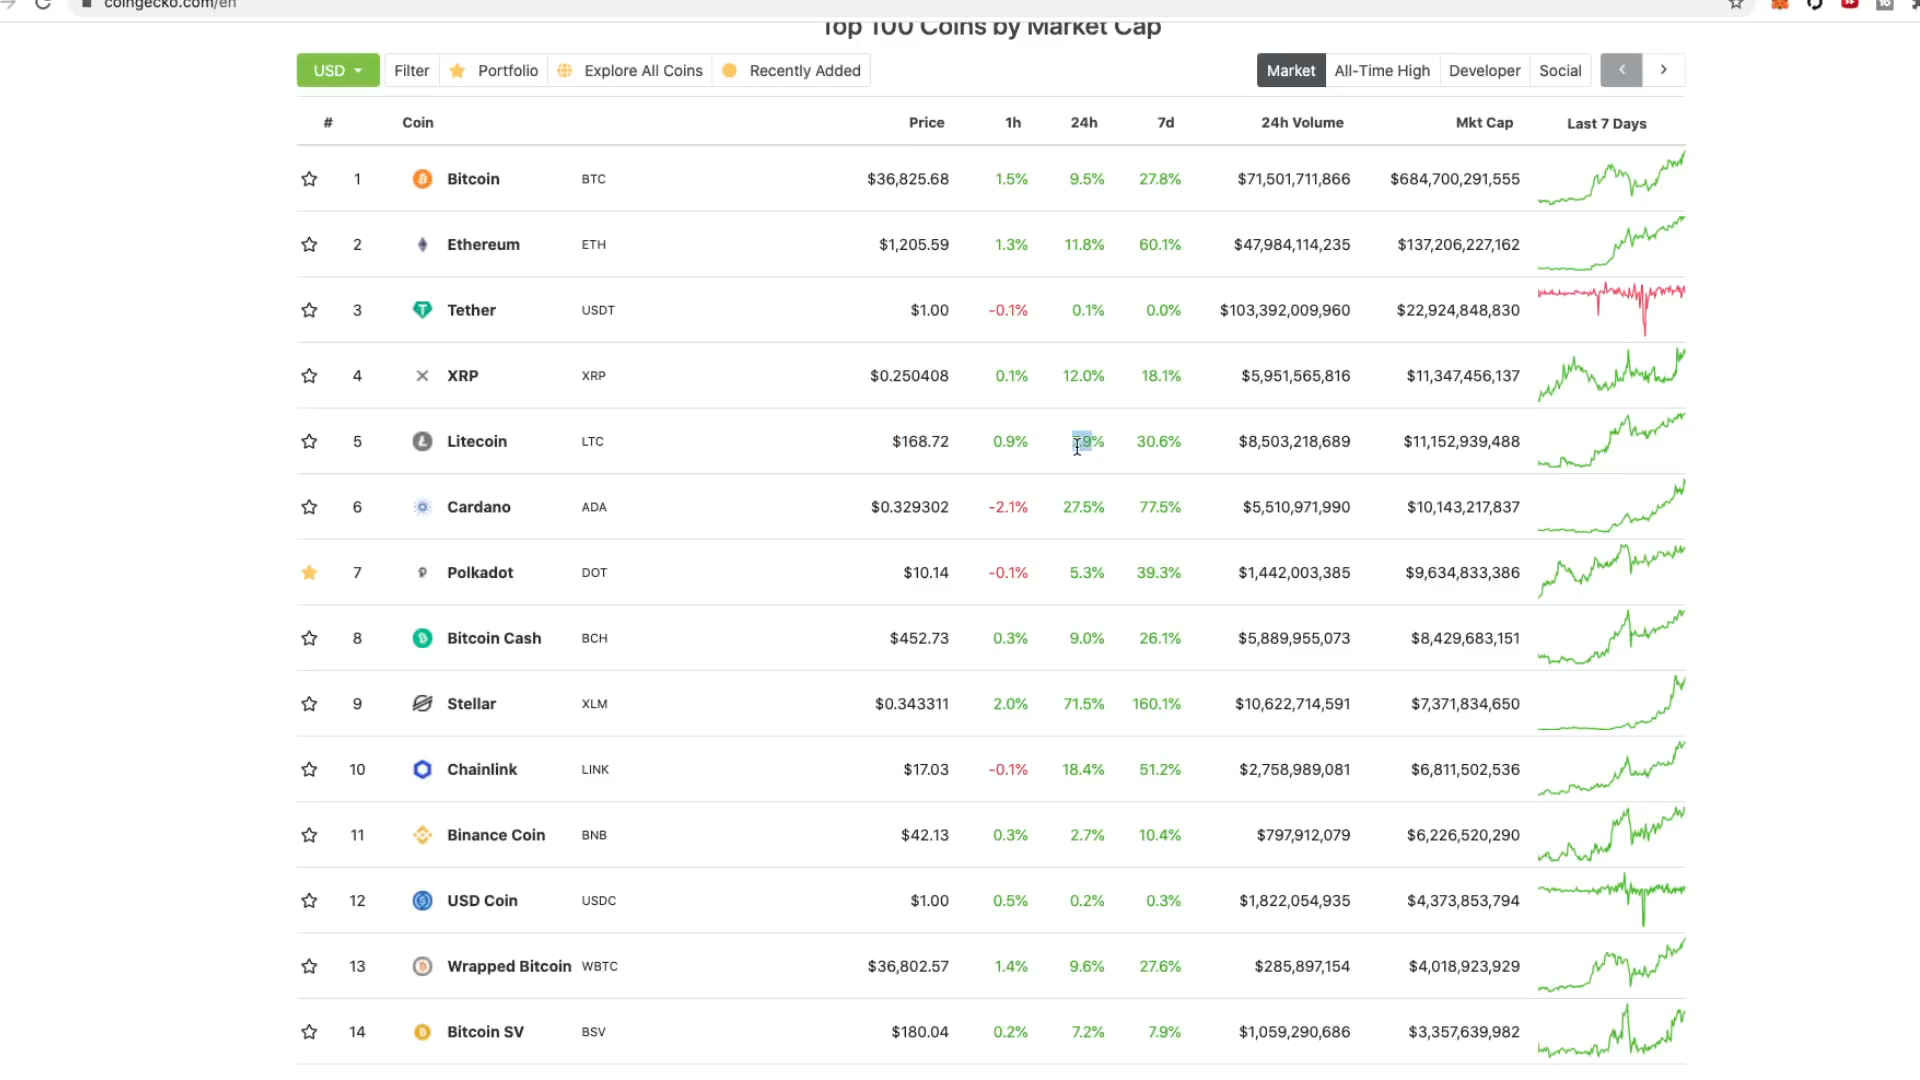 coingecko.com/en
Top 100 Coins by Market Cap
USD Filter Portfolio Explore All Coins Recently Added Market All-Time High Developer Social
# Coin Price 1h 24h 7d 24h Volume Mkt Cap Last 7 Days
1 Bitcoin BTC $36,825.68 1.5% 9.5% 27.8% $71,501,711,866 $684,700,291,555
2 Ethereum ETH $1,205.59 1.3% 11.8% 60.1% $47,984,114,235 $137,206,227,162
3 Tether USDT $1.00 -0.1% 0.1% 0.0% $103,392,009,960 $22,924,848,830
4 XRP XRP $0.250408 0.1% 12.0% 18.1% $5,951,565,816 $11,347,456,137
5 Litecoin LTC $168.72 0.9% 30.6% $8,503,218,689 $11,152,939,488
6 Cardano ADA $0.329302 -2.1% 27.5% 77.5% $5,510,971,990 $10,143,217,837
7 Polkadot DOT $10.14 -0.1% 5.3% 39.3% $1,442,003,385 $9,634,833,386
8 Bitcoin Cash BCH $452.73 0.3% 9.0% 26.1% $5,889,955,073 $8,429,683,151
9 Stellar XLM $0.343311 2.0% 71.5% 160.1% $10,622,714,591 $7,371,834,650
10 Chainlink LINK $17.03 -0.1% 18.4% 51.2% $2,758,989,081 $6,811,502,536
11 Binance Coin BNB $42.13 0.3% 2.7% 10.4% $797,912,079 $6,226,520,290
12 USD Coin USDC $1.00 0.5% 0.2% 0.3% $1,822,054,935 $4,373,853,794
13 Wrapped Bitcoin WBTC $36,802.57 1.4% 9.6% 27.6% $285,897,154 $4,018,923,929
14 Bitcoin SV BSV $180.04 0.2% 7.2% 7.9% $1,059,290,686 $3,357,639,982